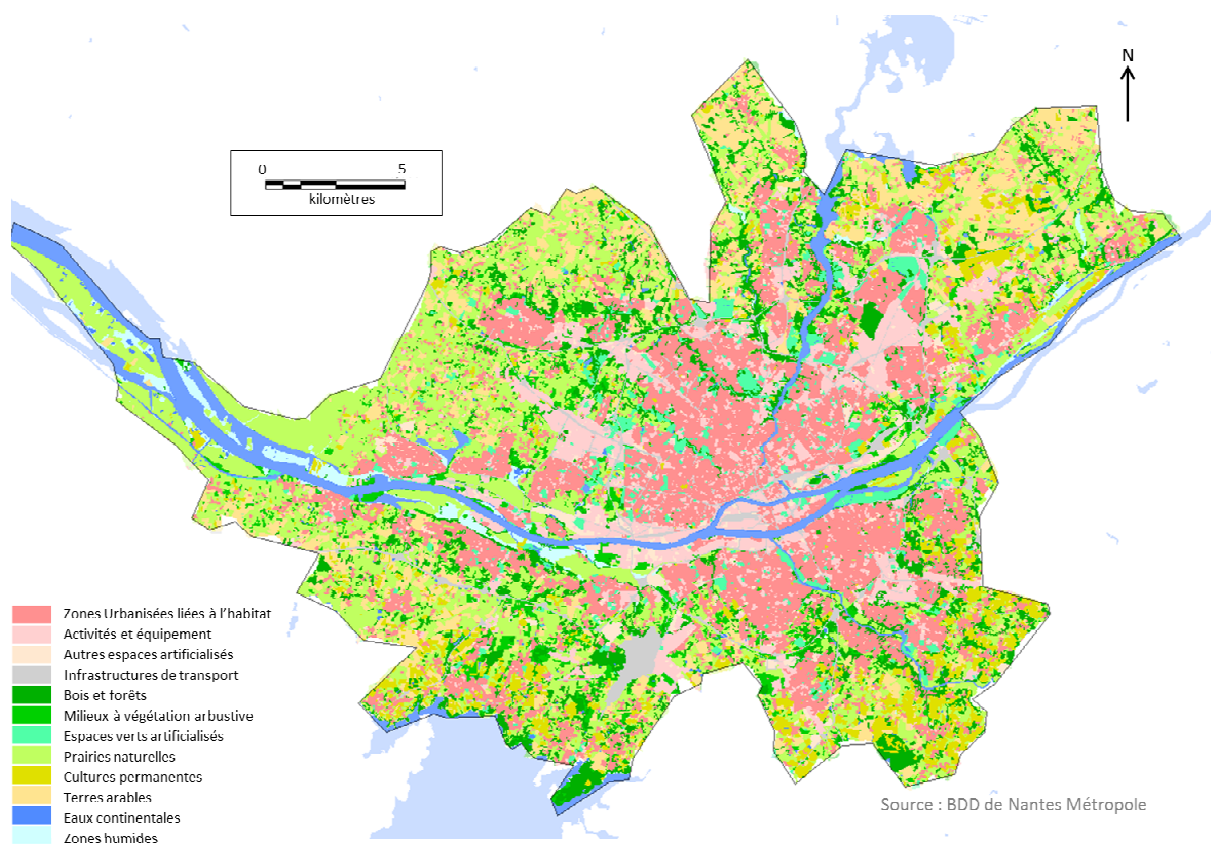 N
0 5
kilomètres
Zones Urbanisées liées à l'habitat
Activités et équipement
Autres espaces artificialisés
Infrastructures de transport
Bois et forêts
Milieux à végétation arbustive
Espaces verts artificialisés
Prairies naturelles
Cultures permanentes
Terres arables
Eaux continentales
Zones humides
Source : BDD de Nantes Métropole